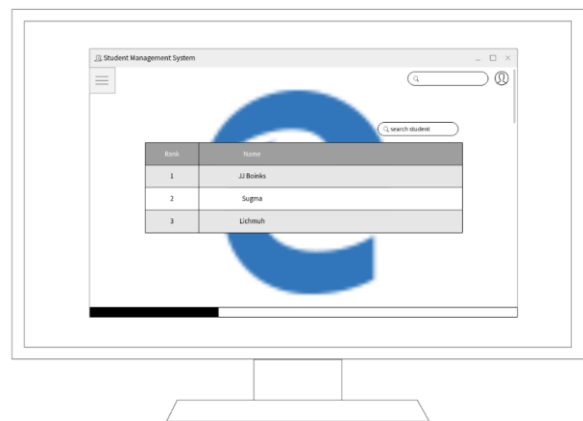 Student Management System
search student
Rank Name
1 JJ Boinks
2 Sugma
3 Lichmuh